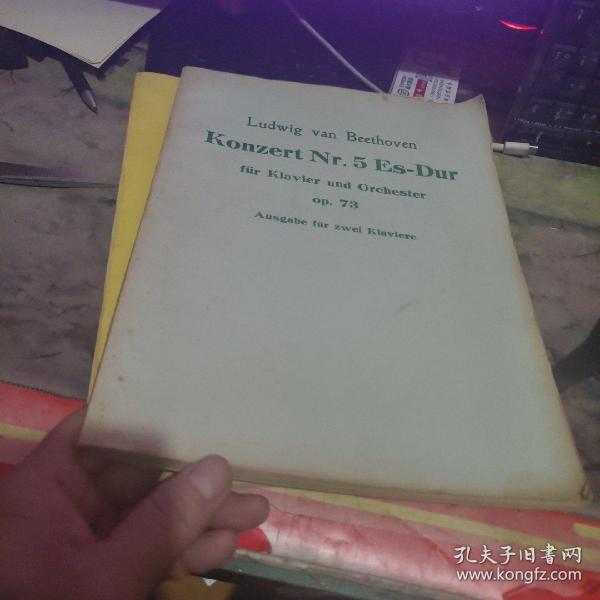 Ludwig van Beethoven
Konzert Nr. 5 Es-Dur
für Klavier und Orchester
op. 73
Ausgabe für zwei Klaviere
孔夫子旧書网
www.kongfz.com